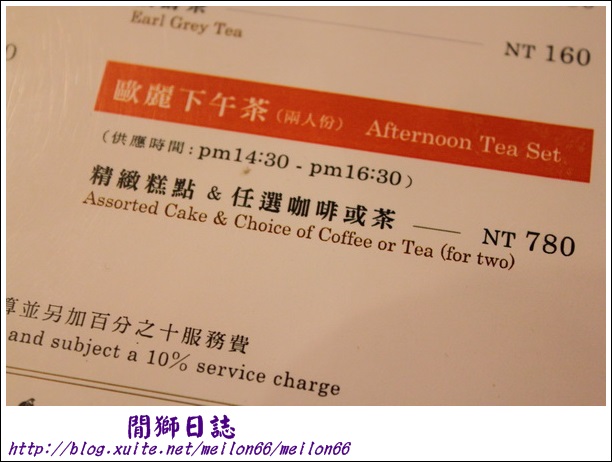 Earl Grey Tea
NT 160
歐麗下午茶(兩人份) Afternoon Tea Set
(供應時間:pm14:30 - pm16:30)
精緻糕點 & 任選咖啡或茶 —— NT 780
Assorted Cake & Choice of Coffee or Tea (for two)
算並另加百分之十服務費
and subject a 10% service charge
閒獅日誌
http://blog.xuite.net/meilon66/meilon66